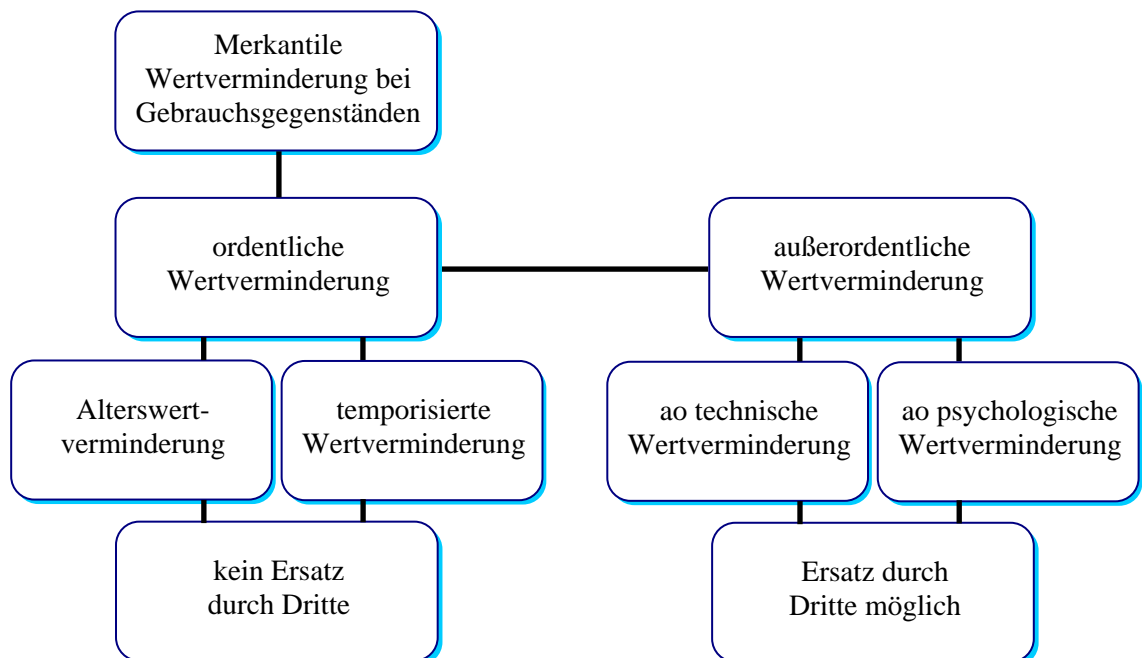 Merkantile
Wertverminderung bei
Gebrauchsgegenständen
ordentliche
Wertverminderung
außerordentliche
Wertverminderung
Alterswert-
verminderung
temporisierte
Wertverminderung
ao technische
Wertverminderung
ao psychologische
Wertverminderung
kein Ersatz
durch Dritte
Ersatz durch
Dritte möglich